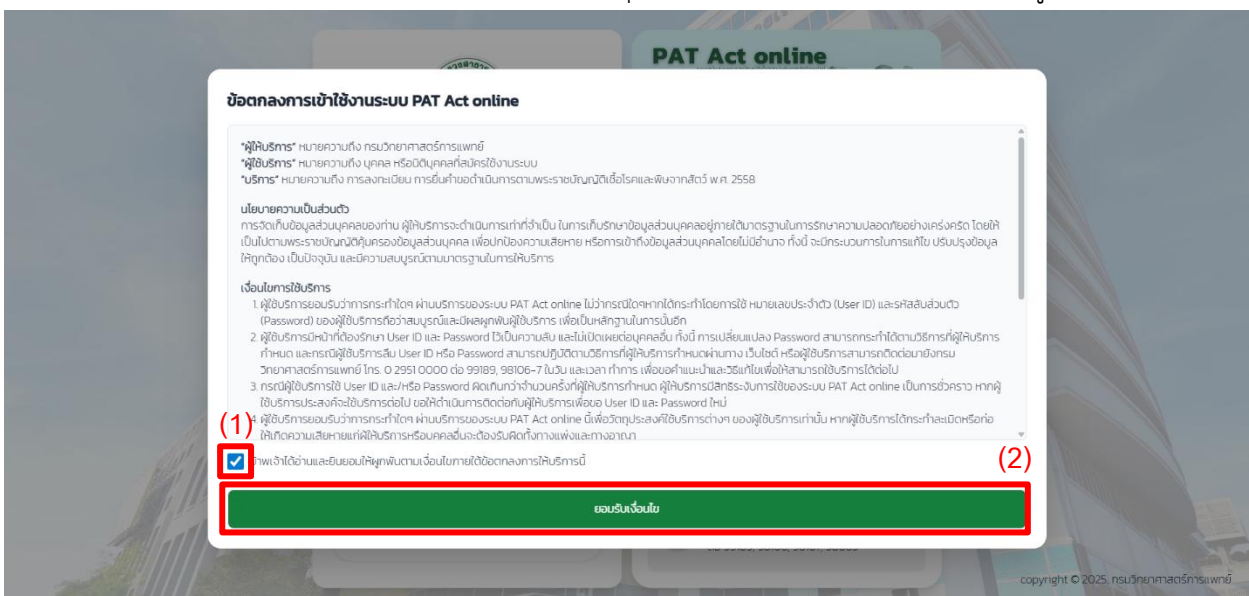 PAT Act online
ข้อตกลงการเข้าใช้งานระบบ PAT Act online
"ผู้ให้บริการ" หมายความถึง กรมวิทยาศาสตร์การแพทย์
"ผู้ใช้บริการ" หมายความถึง บุคคล หรือนิติบุคคลที่สมัครใช้งานระบบ
"บริการ" หมายความถึง การลงทะเบียน การยื่นคำขอดำเนินการตามพระราชบัญญัติเชื้อโรคและพิษจากสัตว์ พ.ศ. 2558
นโยบายความเป็นส่วนตัว
การจัดเก็บข้อมูลส่วนบุคคลของท่าน ผู้ให้บริการจะดำเนินการเท่าที่จำเป็น ในการเก็บรักษาข้อมูลส่วนบุคคลอยู่ภายใต้มาตรฐานในการรักษาความปลอดภัยอย่างเคร่งครัด โดยให้
เป็นไปตามพระราชบัญญัติคุ้มครองข้อมูลส่วนบุคคล เพื่อปกป้องความเสียหาย หรือการเข้าถึงข้อมูลส่วนบุคคลโดยไม่มีอำนาจ ทั้งนี้ จะมีกระบวนการในการแก้ไข ปรับปรุงข้อมูล
ให้ถูกต้อง เป็นปัจจุบัน และมีความสมบูรณ์ตามมาตรฐานในการให้บริการ
เงื่อนไขการใช้บริการ
1. ผู้ใช้บริการยอมรับว่าการกระทำใดๆ ผ่านบริการของระบบ PAT Act online ไม่ว่ากรณีใดๆหากได้กระทำโดยการใช้ หมายเลขประจำตัว (User ID) และรหัสลับส่วนตัว
(Password) ของผู้ใช้บริการถือว่าสมบูรณ์และมีผลผูกพันผู้ใช้บริการ เพื่อเป็นหลักฐานในการนั้นอีก
2. ผู้ใช้บริการมีหน้าที่ต้องรักษา User ID และ Password ไว้เป็นความลับ และไม่เปิดเผยต่อบุคคลอื่น ทั้งนี้ การเปลี่ยนแปลง Password สามารถกระทำได้ตามวิธีการที่ผู้ให้บริการ
กำหนด และกรณีผู้ใช้บริการลืม User ID หรือ Password สามารถปฏิบัติตามวิธีการที่ผู้ให้บริการกำหนดผ่านทาง เว็บไซต์ หรือผู้ใช้บริการสามารถติดต่อมายังกรม
วิทยาศาสตร์การแพทย์ โทร. 0 2951 0000 ต่อ 99189, 98106-7 ในวัน และเวลา ทำการ เพื่อขอคำแนะนำและวิธีแก้ไขเพื่อให้สามารถใช้บริการได้ต่อไป
3. กรณีผู้ใช้บริการใช้ User ID และ/หรือ Password ผิดเกินกว่าจำนวนครั้งที่ผู้ให้บริการกำหนด ผู้ให้บริการมีสิทธิระงับการใช้ของระบบ PAT Act online เป็นการชั่วคราว หากผู้
ใช้บริการประสงค์จะใช้บริการต่อไป ขอให้ดำเนินการติดต่อกับผู้ให้บริการเพื่อขอ User ID และ Password ใหม่
4. ผู้ใช้บริการยอมรับว่าการกระทำใดๆ ผ่านบริการของระบบ PAT Act online นี้เพื่อวัตถุประสงค์ใช้บริการต่างๆ ของผู้ใช้บริการเท่านั้น หากผู้ใช้บริการได้กระทำละเมิดหรือก่อ
ให้เกิดความเสียหายแก่ผู้ให้บริการหรือบุคคลอื่นจะต้องรับผิดทั้งทางแพ่งและทางอาญา
(1)
ข้าพเจ้าได้อ่านและยินยอมให้ผูกพันตามเงื่อนไขภายใต้ข้อตกลงการให้บริการนี้
(2)
ยอมรับเงื่อนไข
copyright © 2025. กรมวิทยาศาสตร์การแพทย์